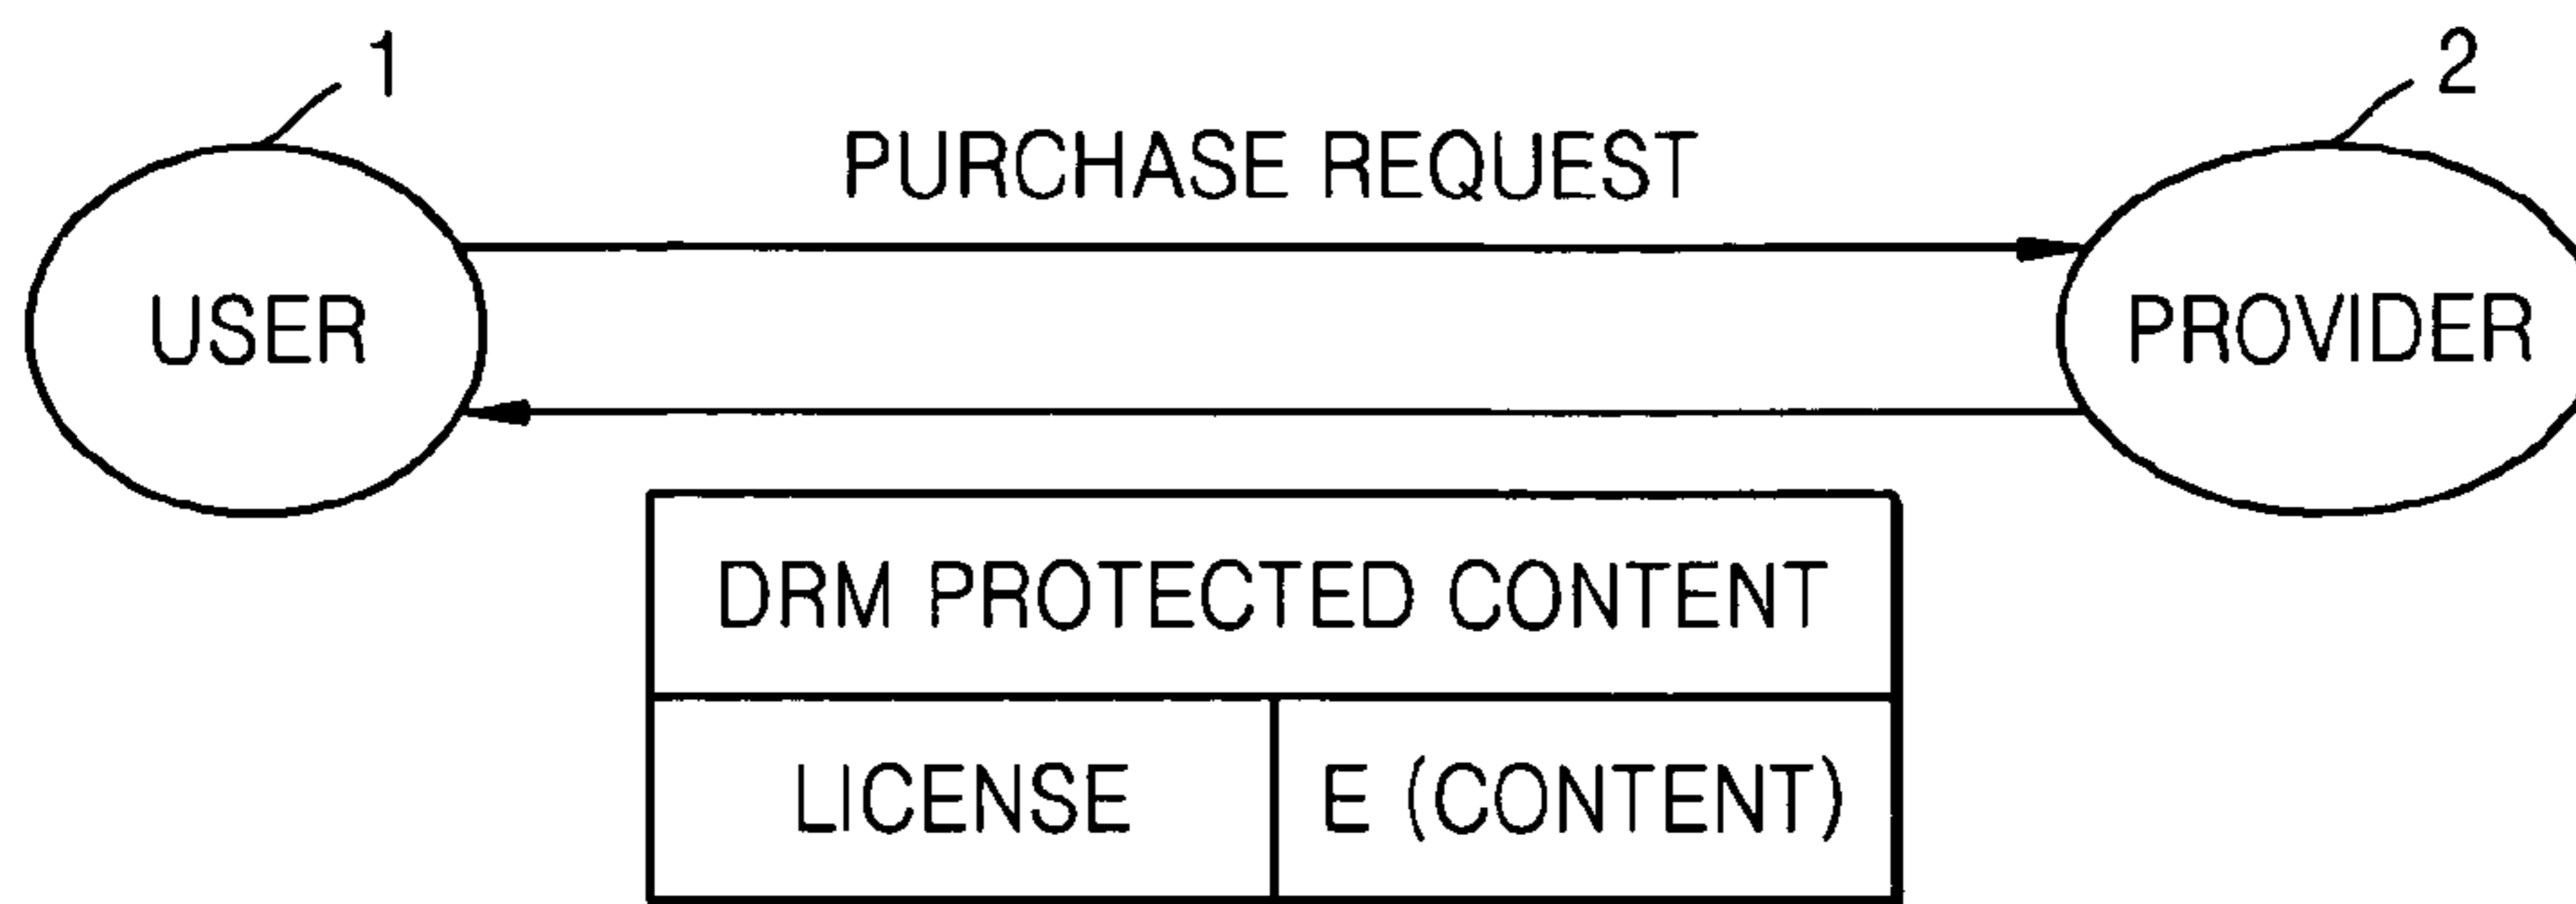 1
2
PURCHASE REQUEST
USER
PROVIDER
DRM PROTECTED CONTENT
LICENSE
E (CONTENT)